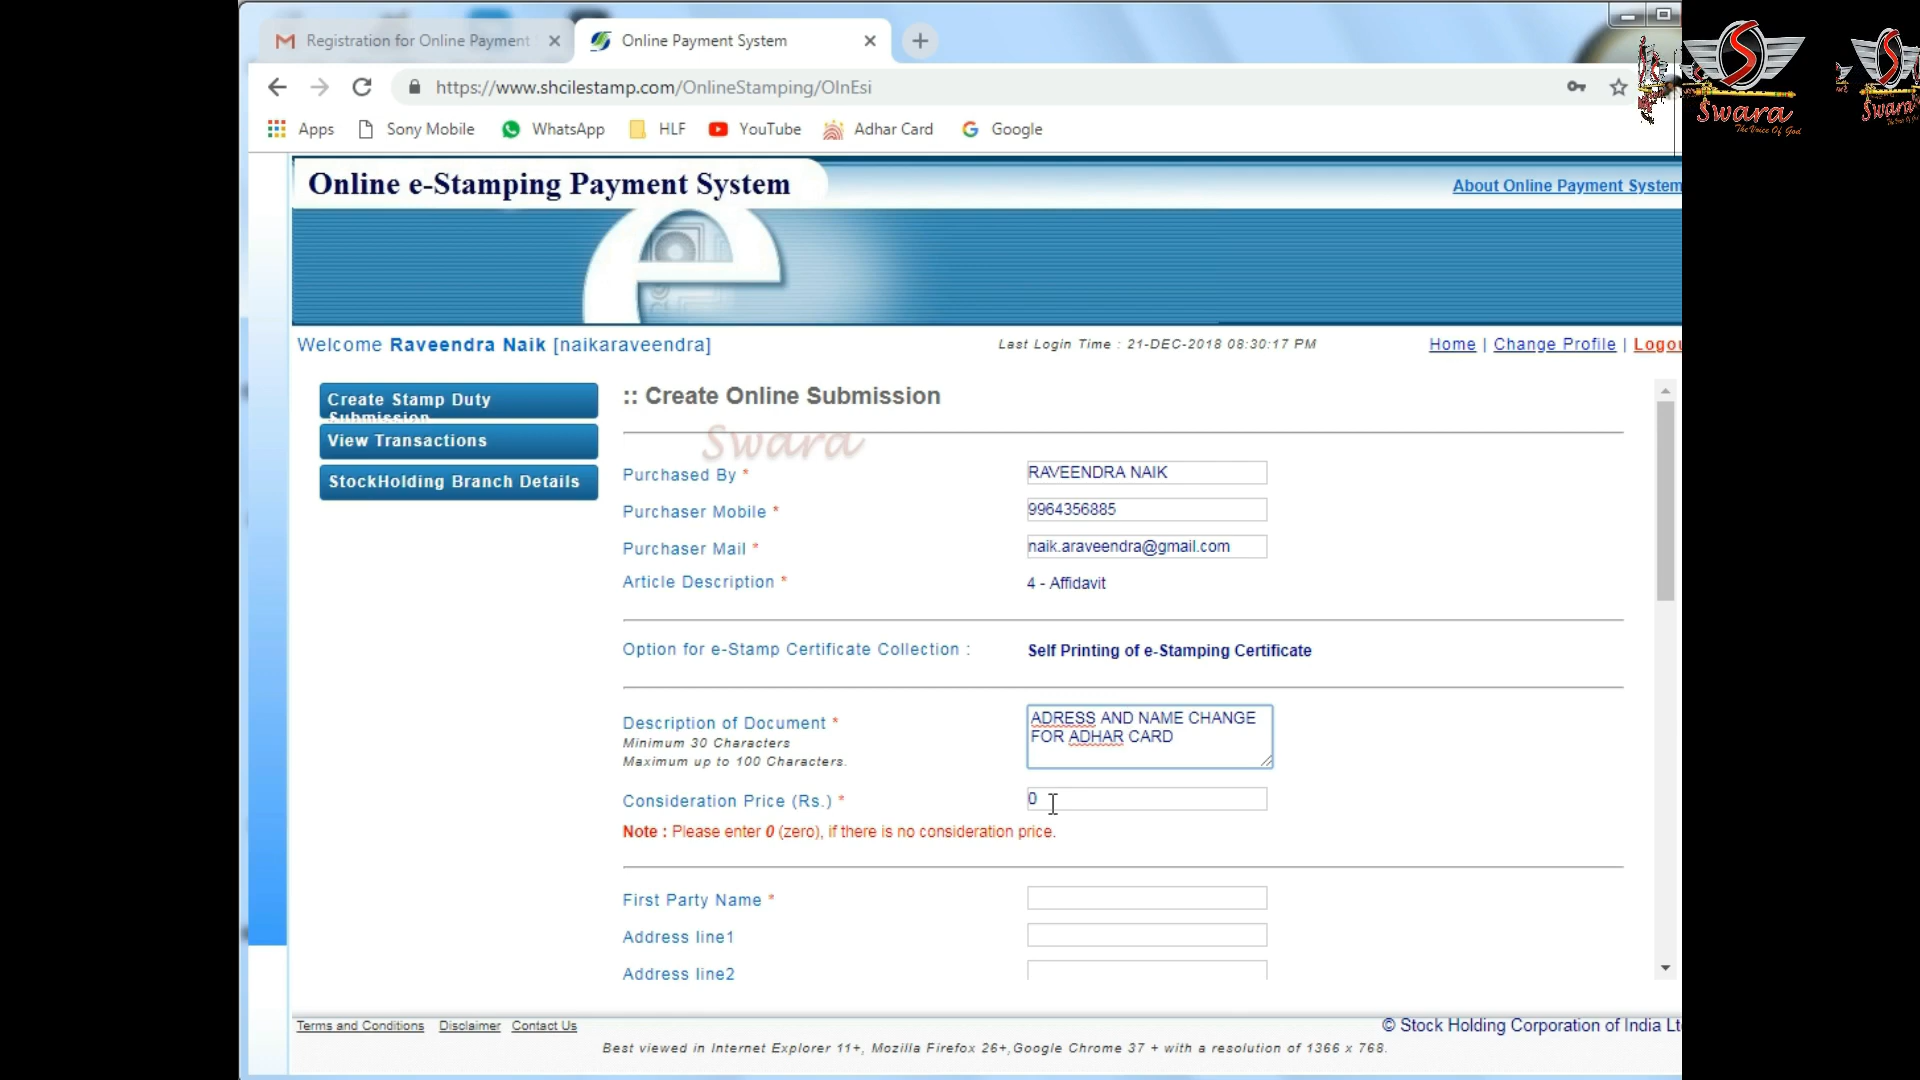 Registration for Online Payment
Online Payment System
https://www.shcilestamp.com/OnlineStamping/OlnEsi
Apps
Sony Mobile
WhatsApp
HLF
YouTube
Adhar Card
Google
Swara
The Voice Of God
Swara
Online e-Stamping Payment System
About Online Payment System
Welcome Raveendra Naik [naikaraveendra]
Last Login Time : 21-DEC-2018 08:30:17 PM
Home | Change Profile | Logou
Create Stamp Duty
Submission
View Transactions
StockHolding Branch Details
:: Create Online Submission
Swara
Purchased By * RAVEENDRA NAIK
Purchaser Mobile * 9964356885
Purchaser Mail * naik.araveendra@gmail.com
Article Description * 4 - Affidavit
Option for e-Stamp Certificate Collection : Self Printing of e-Stamping Certificate
Description of Document *
Minimum 30 Characters
Maximum up to 100 Characters.
ADRESS AND NAME CHANGE
FOR ADHAR CARD
Consideration Price (Rs.) * 0
Note : Please enter 0 (zero), if there is no consideration price.
First Party Name *
Address line1
Address line2
Terms and Conditions Disclaimer Contact Us
© Stock Holding Corporation of India Lt
Best viewed in Internet Explorer 11+, Mozilla Firefox 26+,Google Chrome 37 + with a resolution of 1366 x 768.